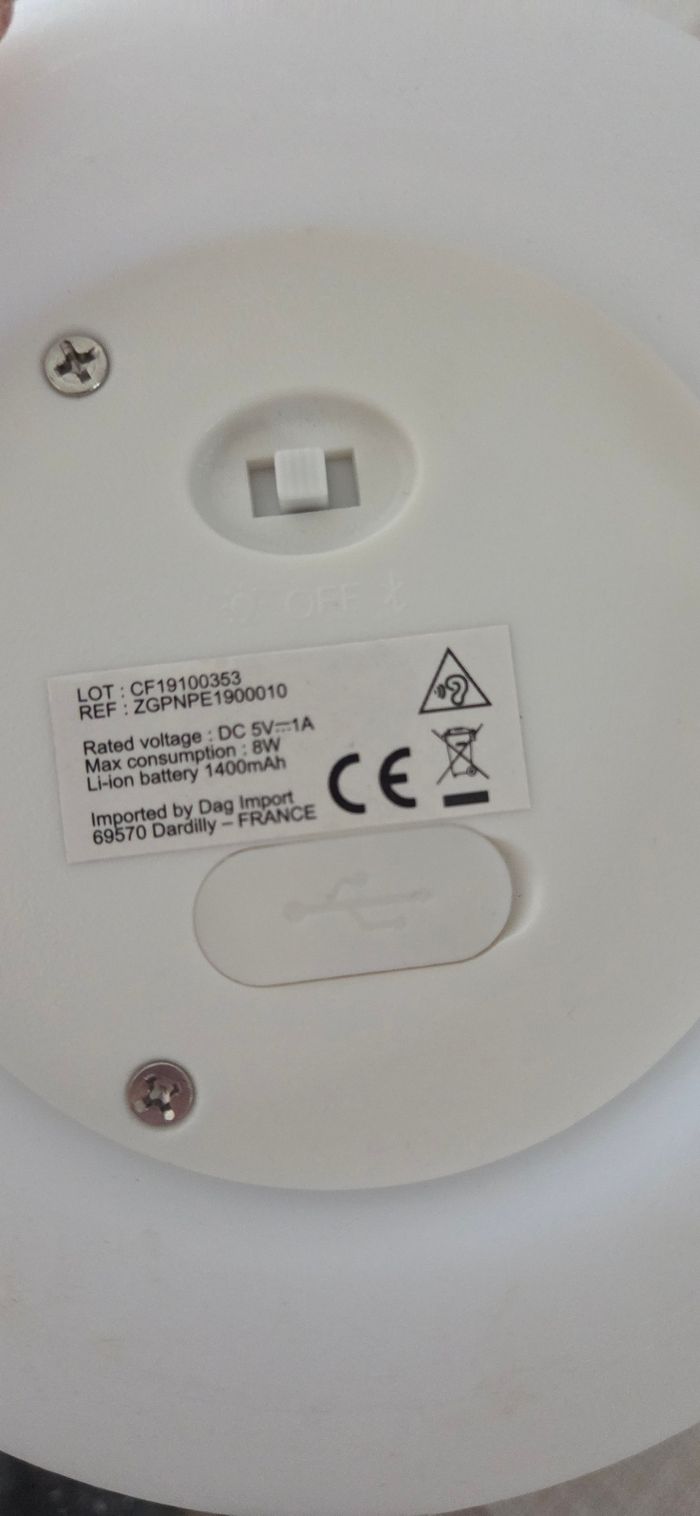 OFF
LOT : CF19100353
REF : ZGPNPE1900010
Rated voltage : DC 5V⎓1A
Max consumption : 8W
Li-ion battery 1400mAh
Imported by Dag Import
69570 Dardilly – FRANCE
CE